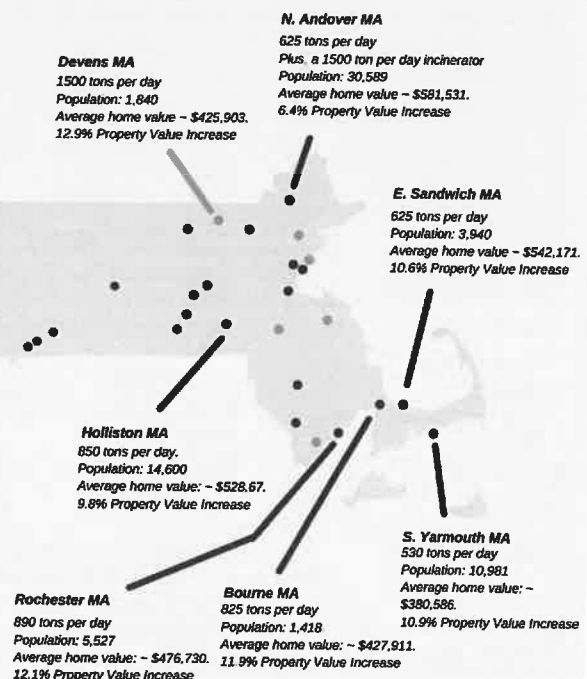 N. Andover MA
625 tons per day
Plus, a 1500 ton per day incinerator
Population: 30,589
Average home value ~ $581,531.
6.4% Property Value Increase
Devens MA
1500 tons per day
Population: 1,840
Average home value ~ $425,903.
12.9% Property Value Increase
E. Sandwich MA
625 tons per day
Population: 3,940
Average home value ~ $542,171.
10.6% Property Value Increase
Holliston MA
850 tons per day.
Population: 14,600
Average home value: ~ $528.67.
9.8% Property Value Increase
S. Yarmouth MA
530 tons per day
Population: 10,981
Average home value: ~
$380,586.
10.9% Property Value Increase
Rochester MA
890 tons per day
Population: 5,527
Average home value: ~ $476,730.
12.1% Property Value Increase
Bourne MA
825 tons per day
Population: 1,418
Average home value: ~ $427,911.
11.9% Property Value Increase